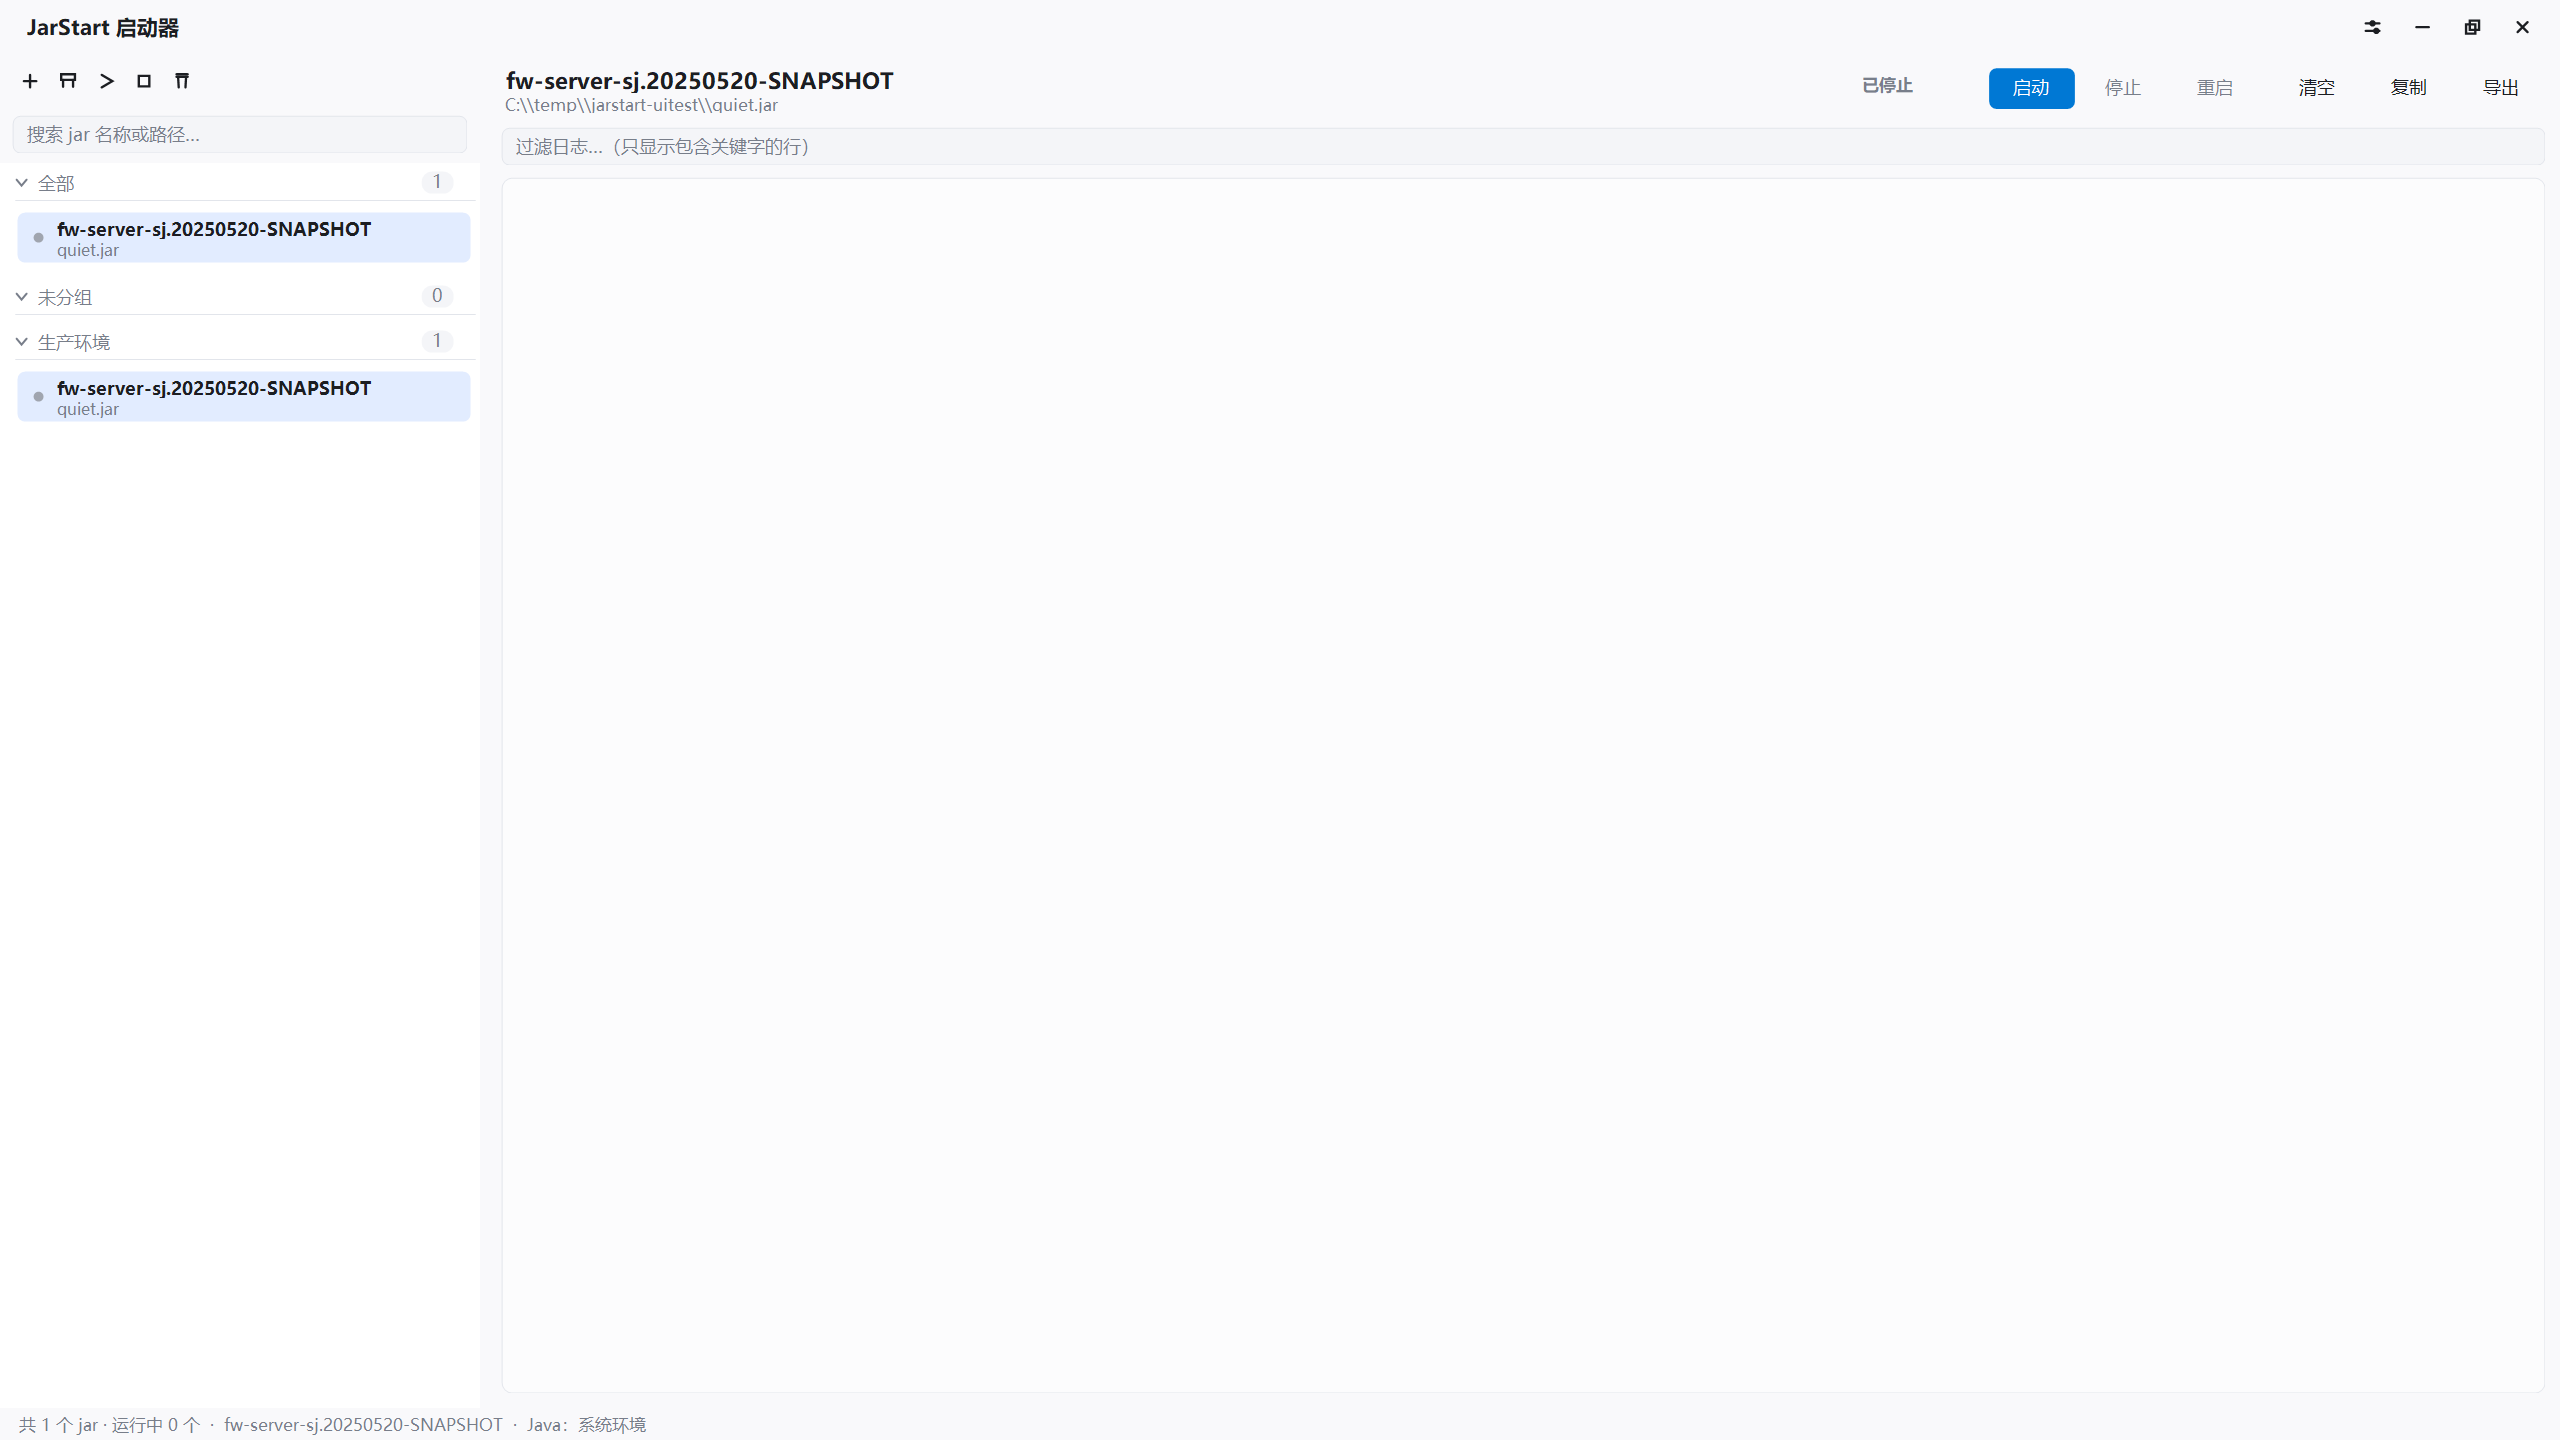 JarStart 启动器
搜索 jar 名称或路径...
全部 1
fw-server-sj.20250520-SNAPSHOT
quiet.jar
未分组 0
生产环境 1
fw-server-sj.20250520-SNAPSHOT
quiet.jar
fw-server-sj.20250520-SNAPSHOT
C:\\temp\\jarstart-uitest\\quiet.jar
已停止 启动 停止 重启 清空 复制 导出
过滤日志...（只显示包含关键字的行）
共 1 个 jar · 运行中 0 个 · fw-server-sj.20250520-SNAPSHOT · Java：系统环境